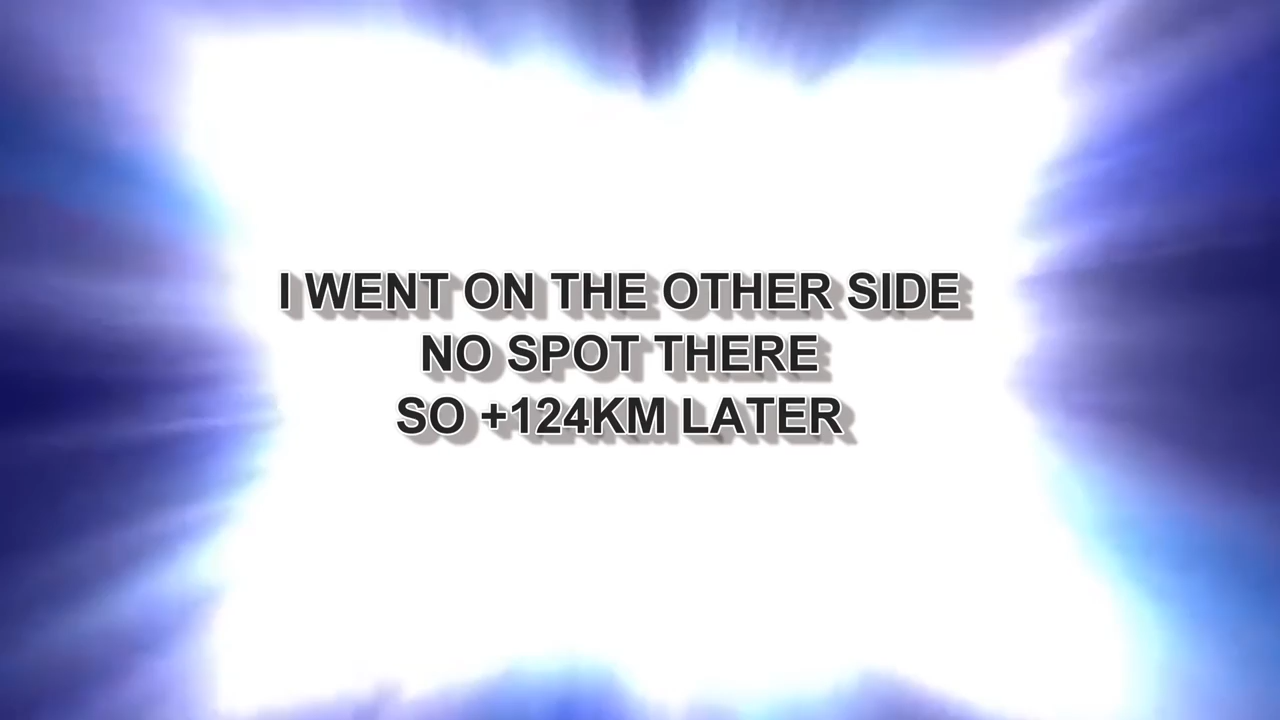 I WENT ON THE OTHER SIDE
NO SPOT THERE
SO +124KM LATER